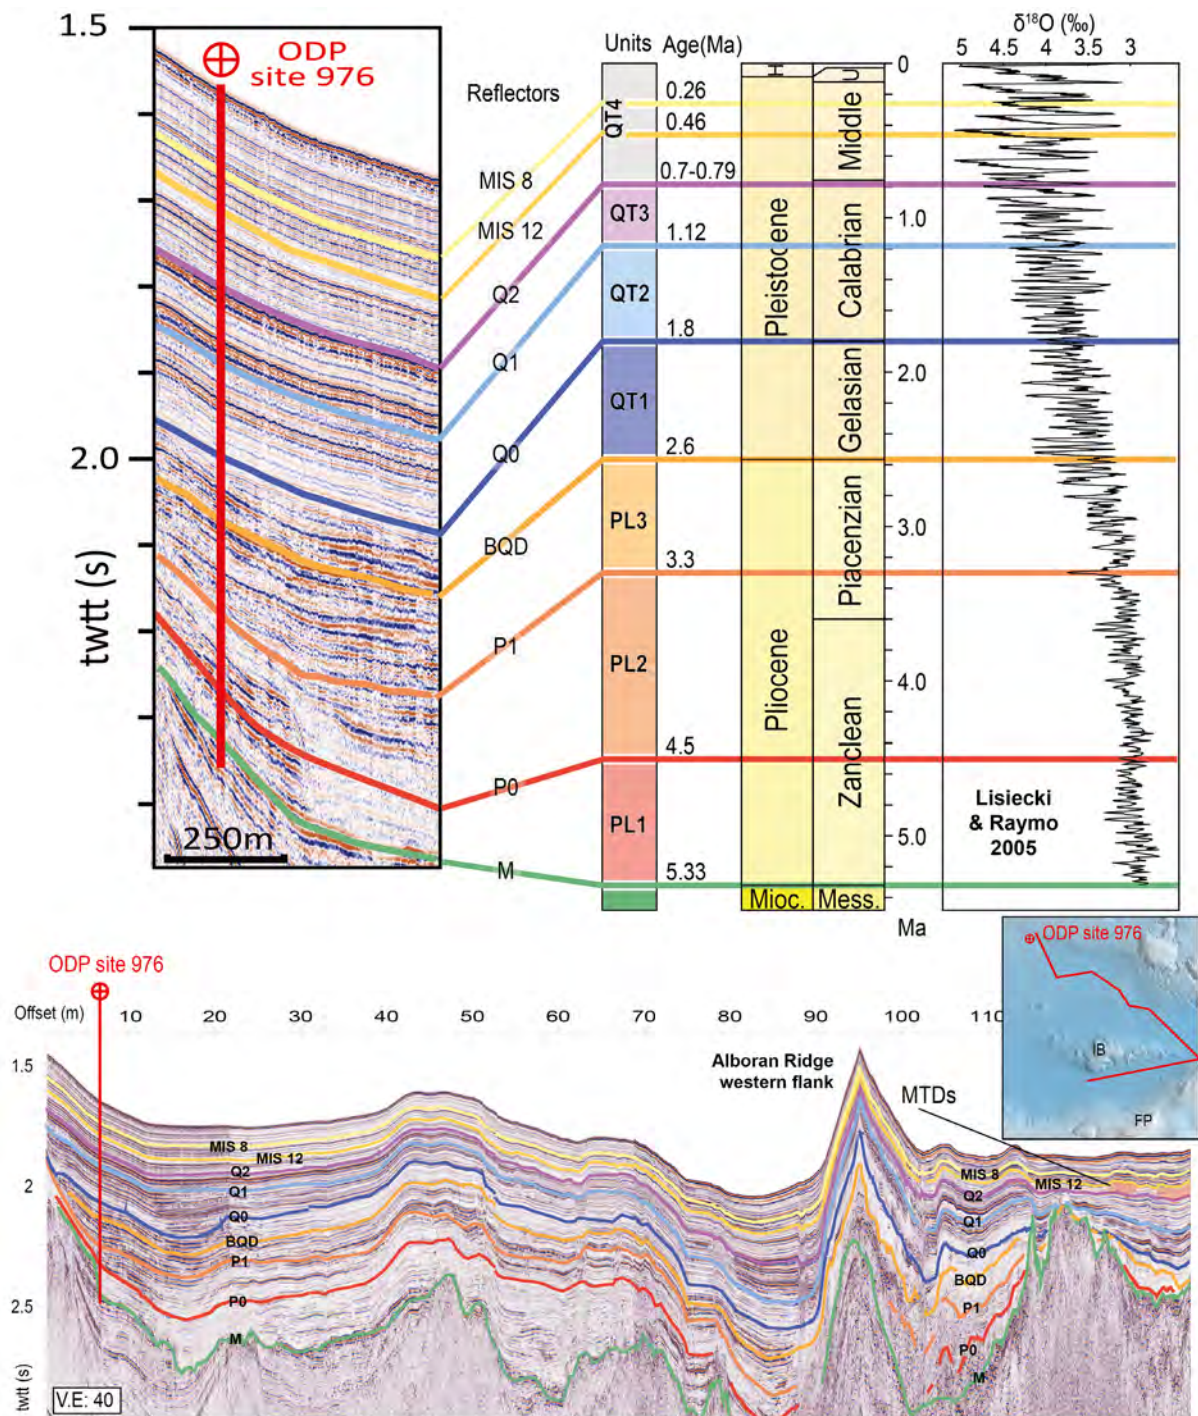 1.5
ODP
site 976
Reflectors
Units
Age(Ma)
δ¹⁸O (‰)
5
4.5
4
3.5
3
H
U
0
0.26
QT4
0.46
Middle
MIS 8
0.7-0.79
MIS 12
QT3
1.0
1.12
Pleistocene
Calabrian
Q2
QT2
Q1
1.8
2.0
QT1
Gelasian
2.0
Q0
2.6
PL3
Piacenzian
3.0
BQD
3.3
twtt (s)
P1
PL2
Pliocene
4.0
4.5
Zanclean
P0
Lisiecki
& Raymo
2005
PL1
5.0
250m
M
5.33
Mioc.
Mess.
Ma
ODP site 976
ODP site 976
Offset (m)
10
20
30
40
50
60
70
80
90
100
110
IB
FP
1.5
Alboran Ridge
western flank
MTDs
MIS 8
MIS 12
Q2
Q1
Q0
BQD
P1
P0
M
MIS 8
MIS 12
Q2
Q1
Q0
BQD
P1
P0
M
2
2.5
twtt (s)
V.E: 40